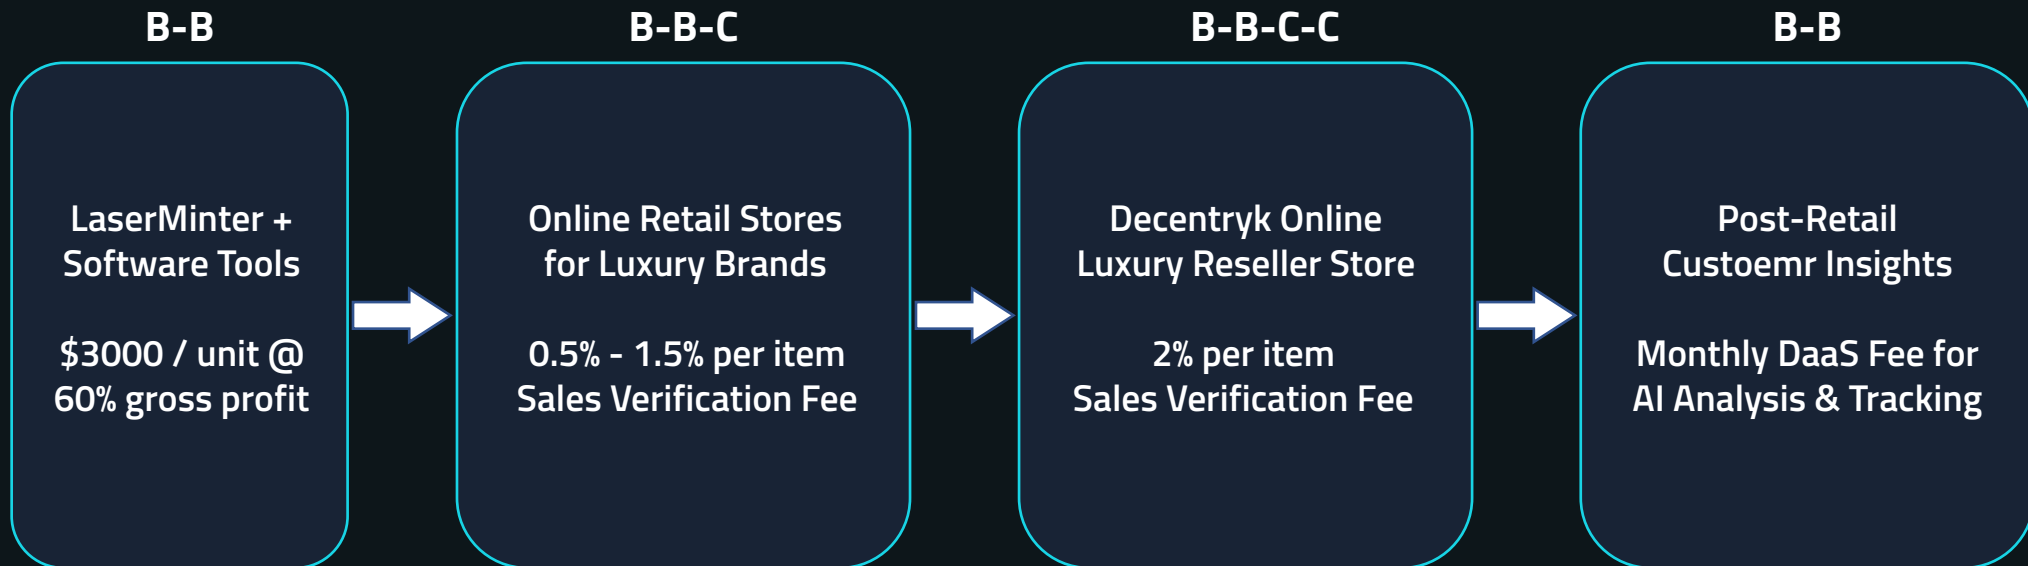 B-B
LaserMinter +
Software Tools
$3000 / unit @
60% gross profit
B-B-C
Online Retail Stores
for Luxury Brands
0.5% - 1.5% per item
Sales Verification Fee
B-B-C-C
Decentryk Online
Luxury Reseller Store
2% per item
Sales Verification Fee
B-B
Post-Retail
Custoemr Insights
Monthly DaaS Fee for
AI Analysis & Tracking